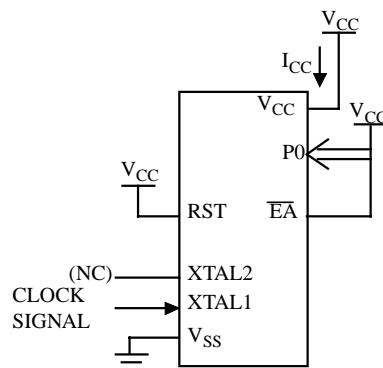 VCC
ICC
VCC
VCC
P0
VCC
RST
EA
(NC)
XTAL2
CLOCK
SIGNAL
XTAL1
VSS